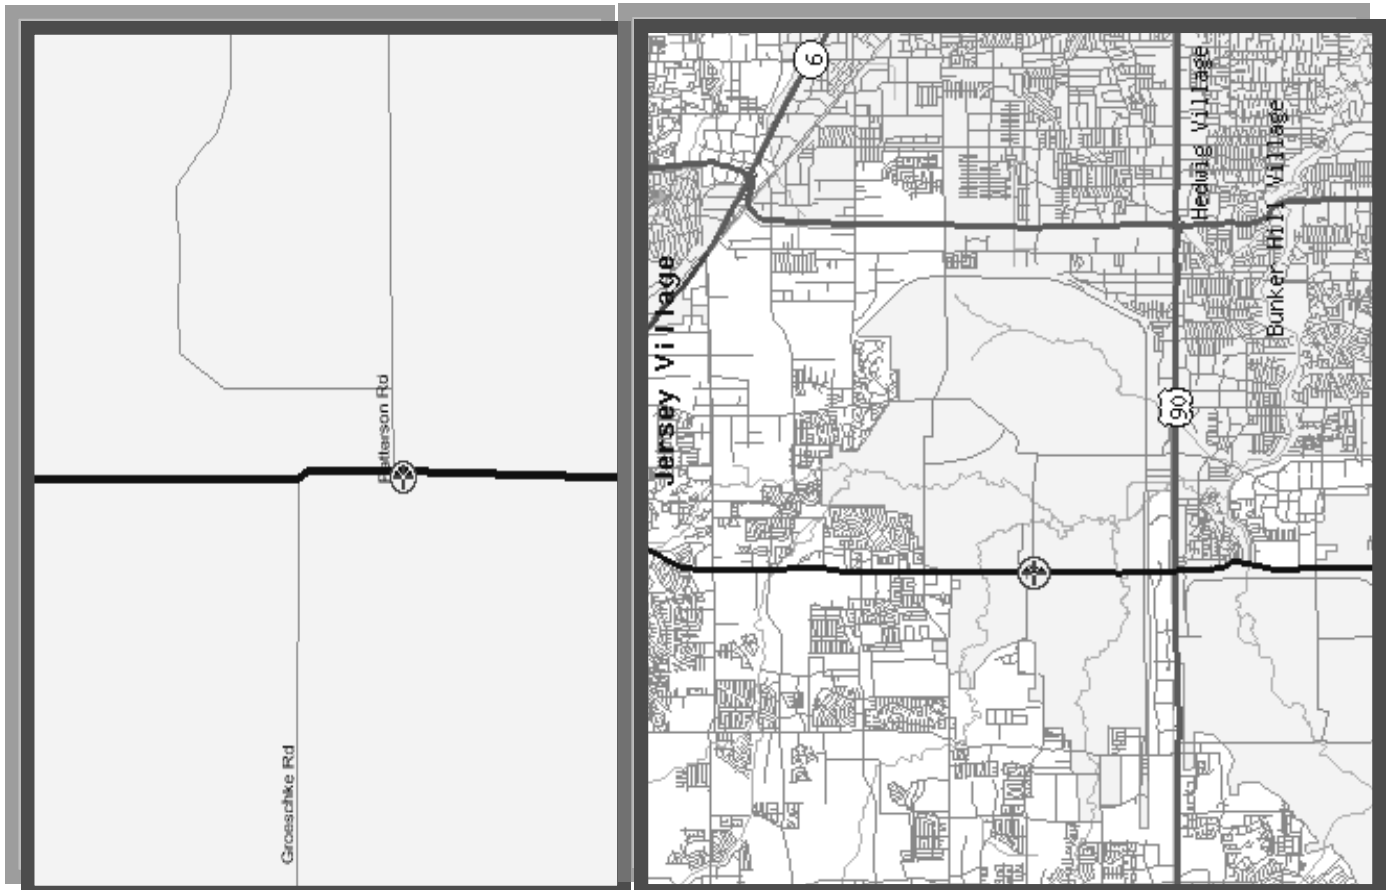 Patterson Rd
Groeschke Rd
6
Hedwig Village
Bunker Hill Village
Jersey Village
90